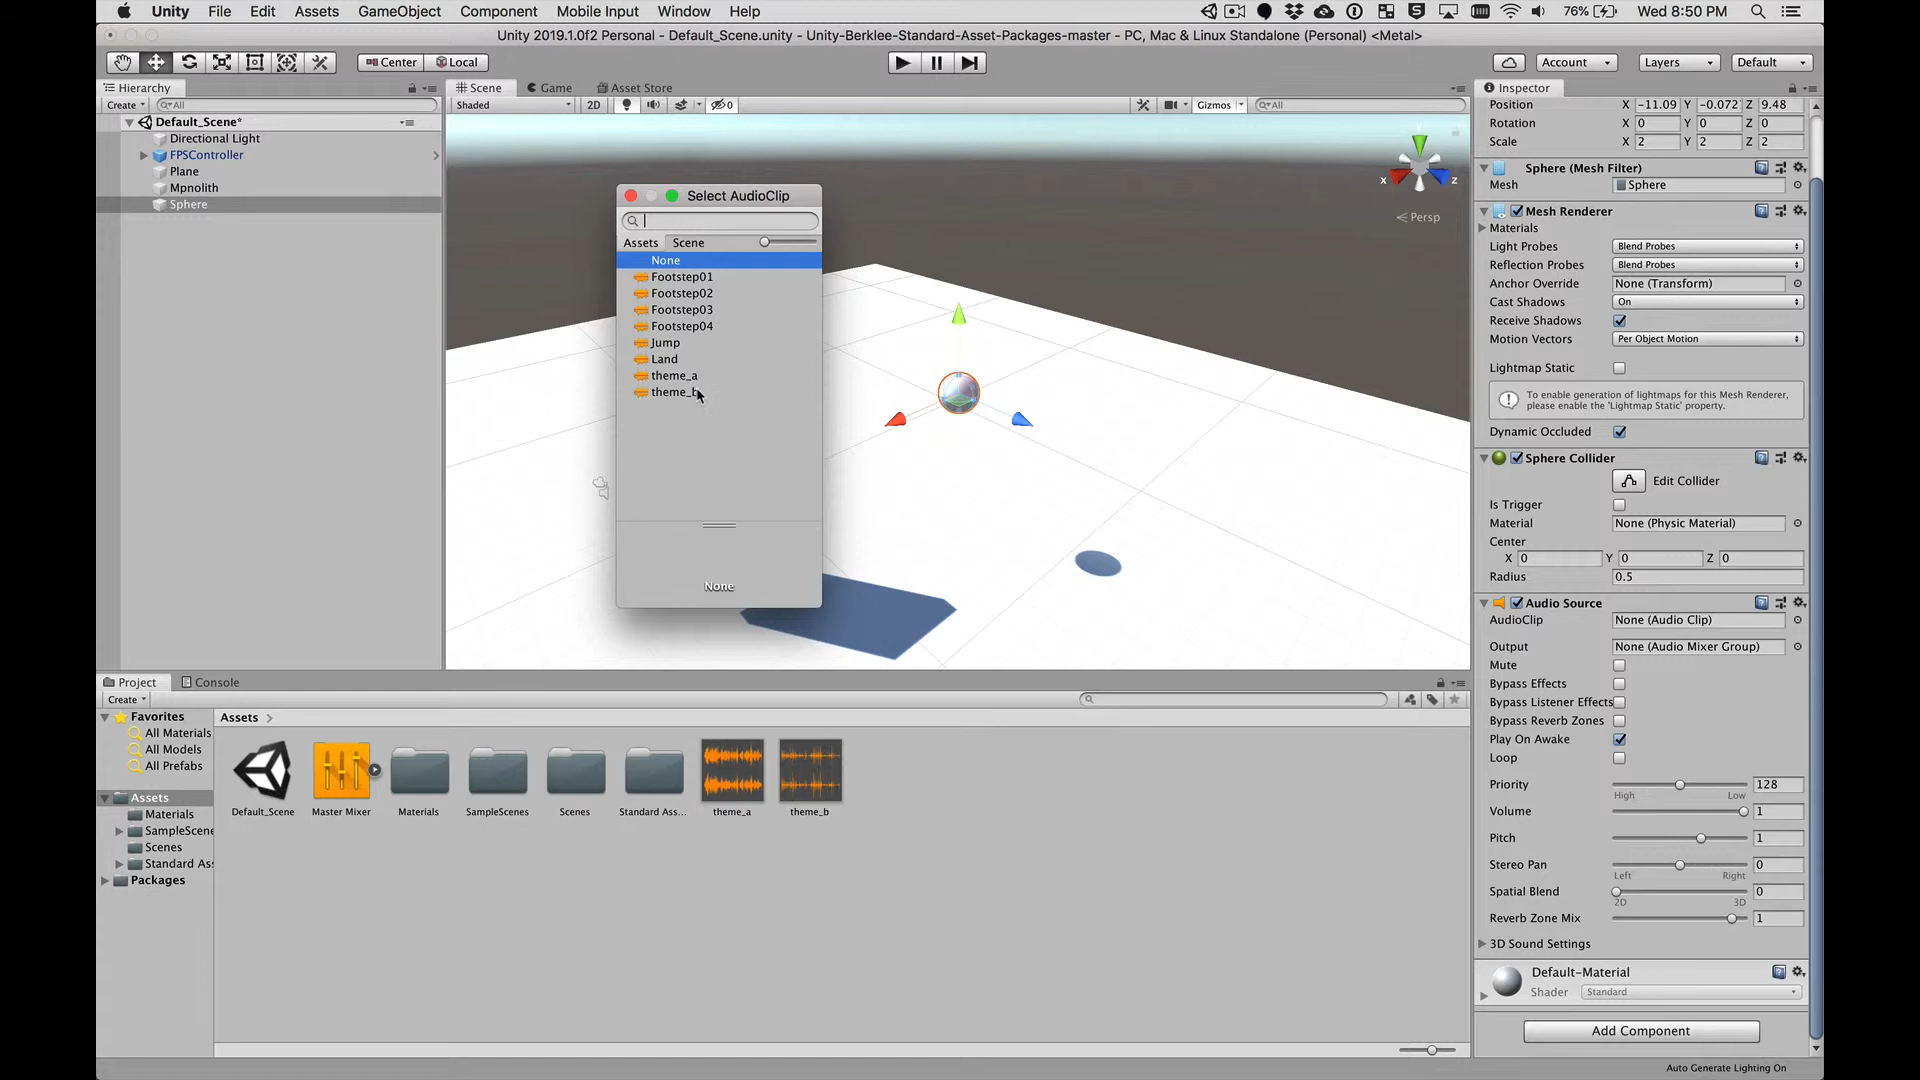 Unity File Edit Assets GameObject Component Mobile Input Window Help 76% Wed 8:50 PM
Unity 2019.1.0f2 Personal - Default_Scene.unity - Unity-Berklee-Standard-Asset-Packages-master - PC, Mac & Linux Standalone (Personal) <Metal>
Center Local Account Layers Default
Hierarchy
Create All
Default_Scene*
Directional Light
FPSController
Plane
Mpnolith
Sphere
Scene Game Asset Store
Shaded 2D 0 Gizmos All
x z
Persp
Select AudioClip
Assets Scene
None
Footstep01
Footstep02
Footstep03
Footstep04
Jump
Land
theme_a
theme_b
None
Inspector
Position X -11.09 Y -0.072 Z 9.48
Rotation X 0 Y 0 Z 0
Scale X 2 Y 2 Z 2
Sphere (Mesh Filter)
Mesh Sphere
Mesh Renderer
Materials
Light Probes Blend Probes
Reflection Probes Blend Probes
Anchor Override None (Transform)
Cast Shadows On
Receive Shadows
Motion Vectors Per Object Motion
Lightmap Static
To enable generation of lightmaps for this Mesh Renderer,
please enable the 'Lightmap Static' property.
Dynamic Occluded
Sphere Collider
Edit Collider
Is Trigger
Material None (Physic Material)
Center
X 0 Y 0 Z 0
Radius 0.5
Audio Source
AudioClip None (Audio Clip)
Output None (Audio Mixer Group)
Mute
Bypass Effects
Bypass Listener Effects
Bypass Reverb Zones
Play On Awake
Loop
Priority 128
High Low
Volume 1
Pitch 1
Stereo Pan 0
Left Right
Spatial Blend 0
2D 3D
Reverb Zone Mix 1
3D Sound Settings
Default-Material
Shader Standard
Add Component
Project Console
Create
Favorites
All Materials
All Models
All Prefabs
Assets
Materials
SampleScene
Scenes
Standard Ass
Packages
Assets
Default_Scene Master Mixer Materials SampleScenes Scenes Standard Ass... theme_a theme_b
Auto Generate Lighting On